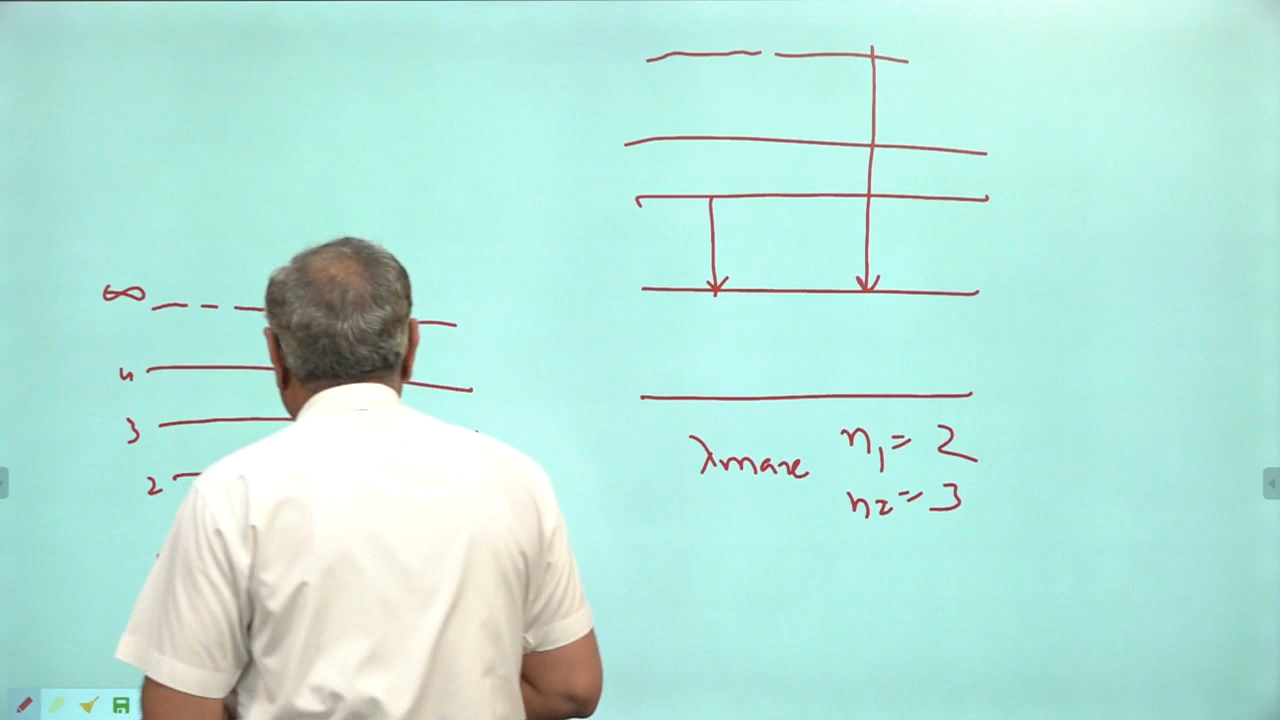 ∞
4
3
2
λmax n₁ = 2
n₂ = 3